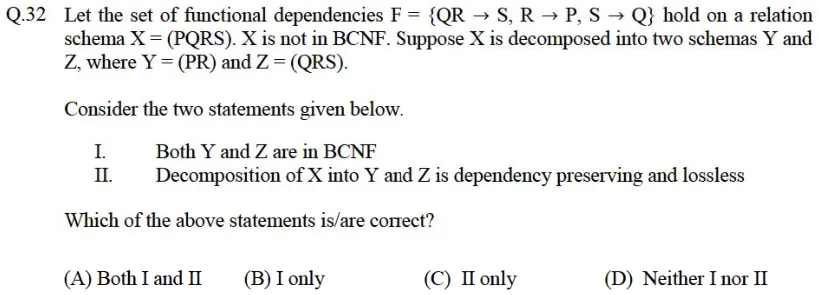 Q.32 Let the set of functional dependencies F = {QR → S, R → P, S → Q} hold on a relation
schema X = (PQRS). X is not in BCNF. Suppose X is decomposed into two schemas Y and
Z, where Y = (PR) and Z = (QRS).
Consider the two statements given below.
I. Both Y and Z are in BCNF
II. Decomposition of X into Y and Z is dependency preserving and lossless
Which of the above statements is/are correct?
(A) Both I and II (B) I only (C) II only (D) Neither I nor II